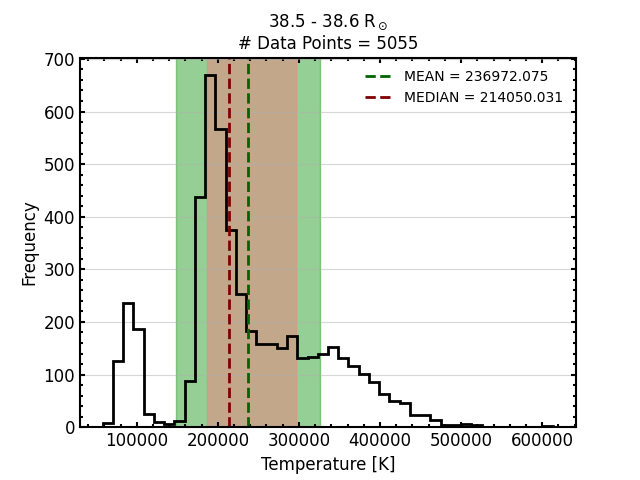 38.5 - 38.6 R⊙
# Data Points = 5055
MEAN = 236972.075
MEDIAN = 214050.031
700
600
500
400
300
200
100
0
Frequency
100000 200000 300000 400000 500000 600000
Temperature [K]